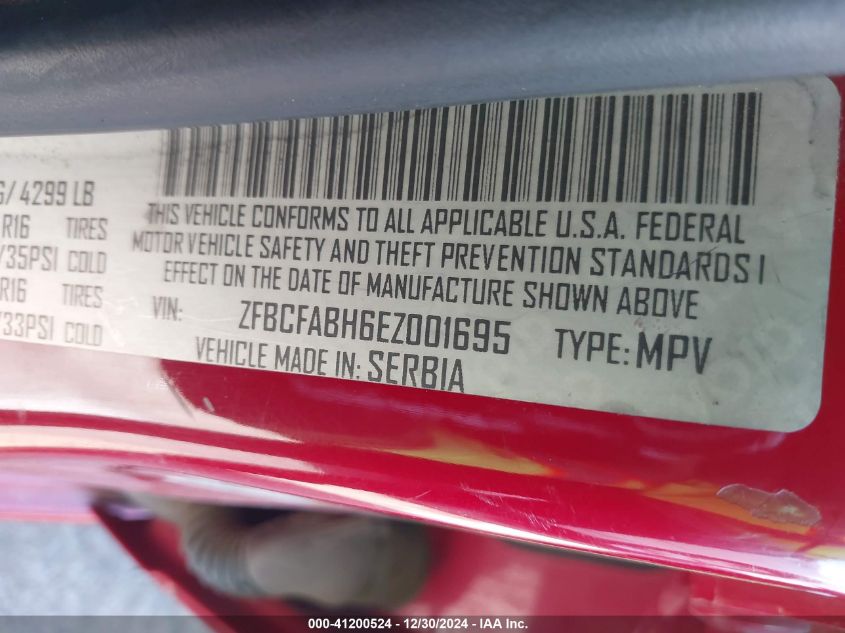 / 4299 LB
R16 TIRES
/35PSI COLD
R16 TIRES
/33PSI COLD
THIS VEHICLE CONFORMS TO ALL APPLICABLE U.S.A. FEDERAL
MOTOR VEHICLE SAFETY AND THEFT PREVENTION STANDARDS I
EFFECT ON THE DATE OF MANUFACTURE SHOWN ABOVE
VIN: ZFBCFABH6EZ001695 TYPE: MPV
VEHICLE MADE IN: SERBIA
000-41200524 - 12/30/2024 - IAA Inc.